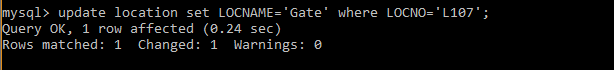 mysql> update location set LOCNAME='Gate' where LOCNO='L107';
Query OK, 1 row affected (0.24 sec)
Rows matched: 1  Changed: 1  Warnings: 0